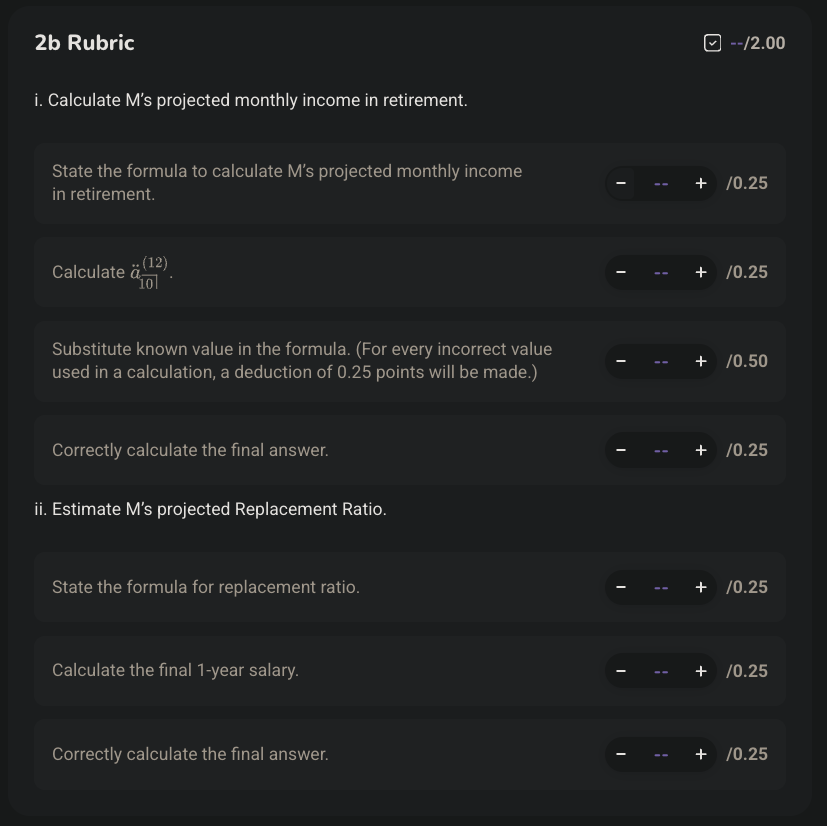 2b Rubric
--/2.00
i. Calculate M’s projected monthly income in retirement.
State the formula to calculate M’s projected monthly income
in retirement.
− -- + /0.25
Calculate $\ddot{a}_{\overline{10|}}^{(12)}$.
− -- + /0.25
Substitute known value in the formula. (For every incorrect value
used in a calculation, a deduction of 0.25 points will be made.)
− -- + /0.50
Correctly calculate the final answer.
− -- + /0.25
ii. Estimate M’s projected Replacement Ratio.
State the formula for replacement ratio.
− -- + /0.25
Calculate the final 1-year salary.
− -- + /0.25
Correctly calculate the final answer.
− -- + /0.25